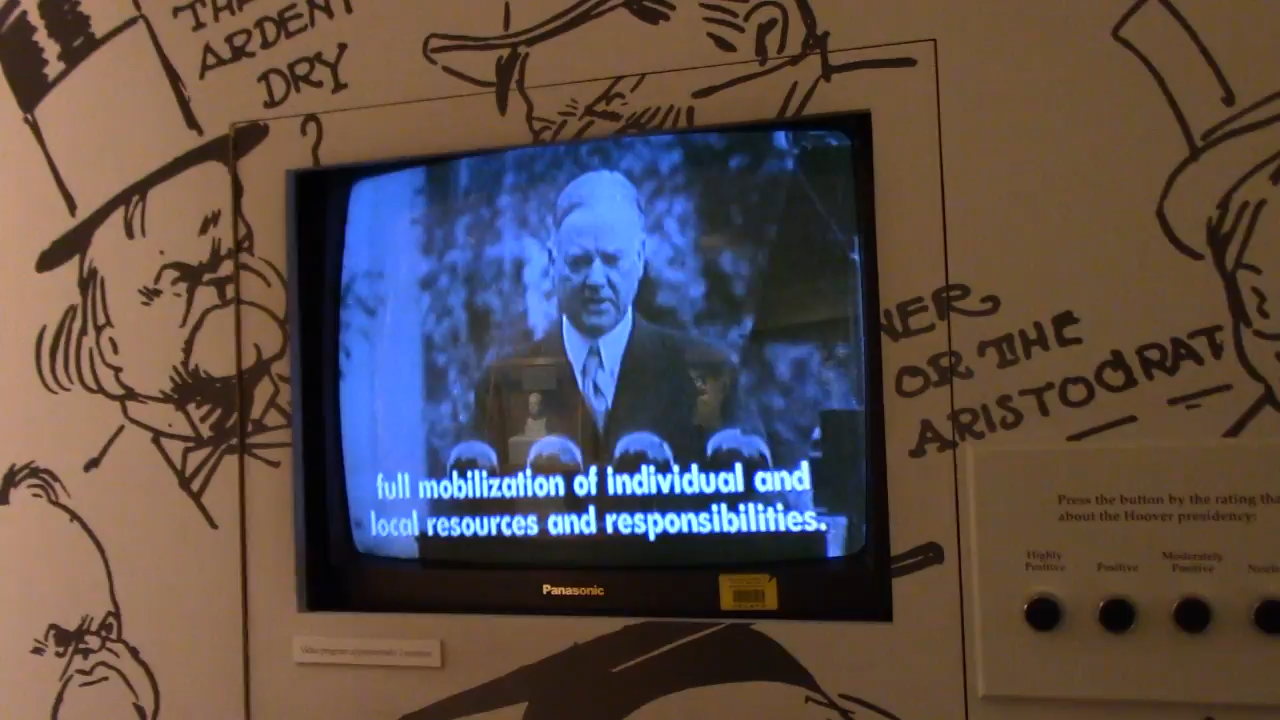 THE
ARDENT
DRY
NER
OR THE
ARISTOCRAT
full mobilization of individual and
local resources and responsibilities.
Panasonic
Press the button by the rating tha
about the Hoover presidency:
Highly
Positive
Positive
Moderately
Positive